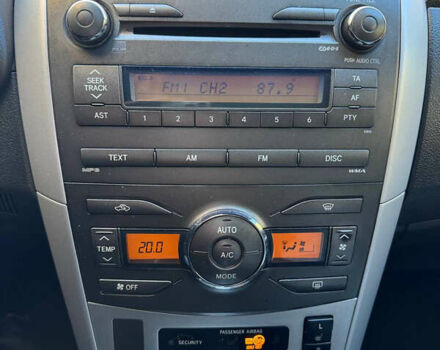 PUSH AUDIO CTRL
SEEK
TRACK
FM1 CH2 87.9
TA
AF
AST 1 2 3 4 5 6 PTY
TEXT AM FM DISC
MP3 WMA
AUTO
TEMP 20.0 A/C
MODE
OFF
PASSENGER AIRBAG
SECURITY
L